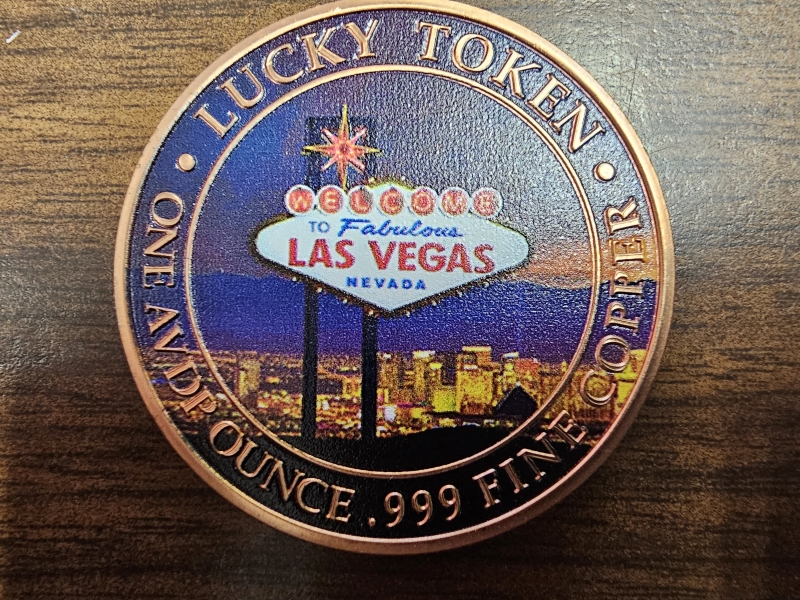 LUCKY TOKEN
WELCOME
TO Fabulous
LAS VEGAS
NEVADA
ONE AVDP OUNCE .999 FINE COPPER